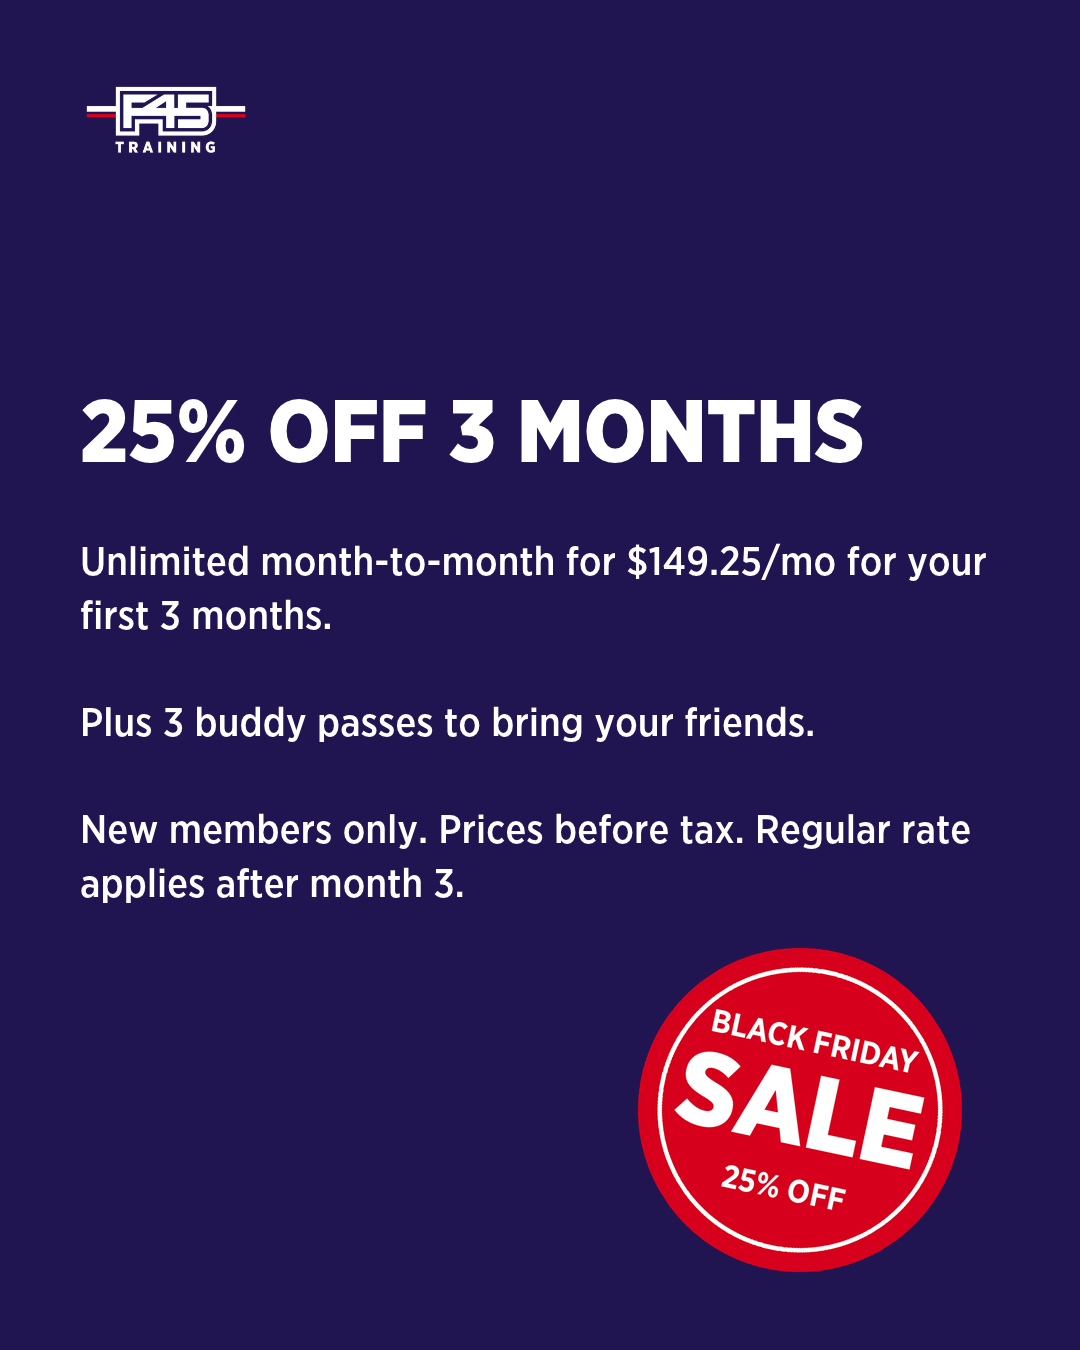 F45
TRAINING
25% OFF 3 MONTHS
Unlimited month-to-month for $149.25/mo for your
first 3 months.
Plus 3 buddy passes to bring your friends.
New members only. Prices before tax. Regular rate
applies after month 3.
BLACK FRIDAY
SALE
25% OFF